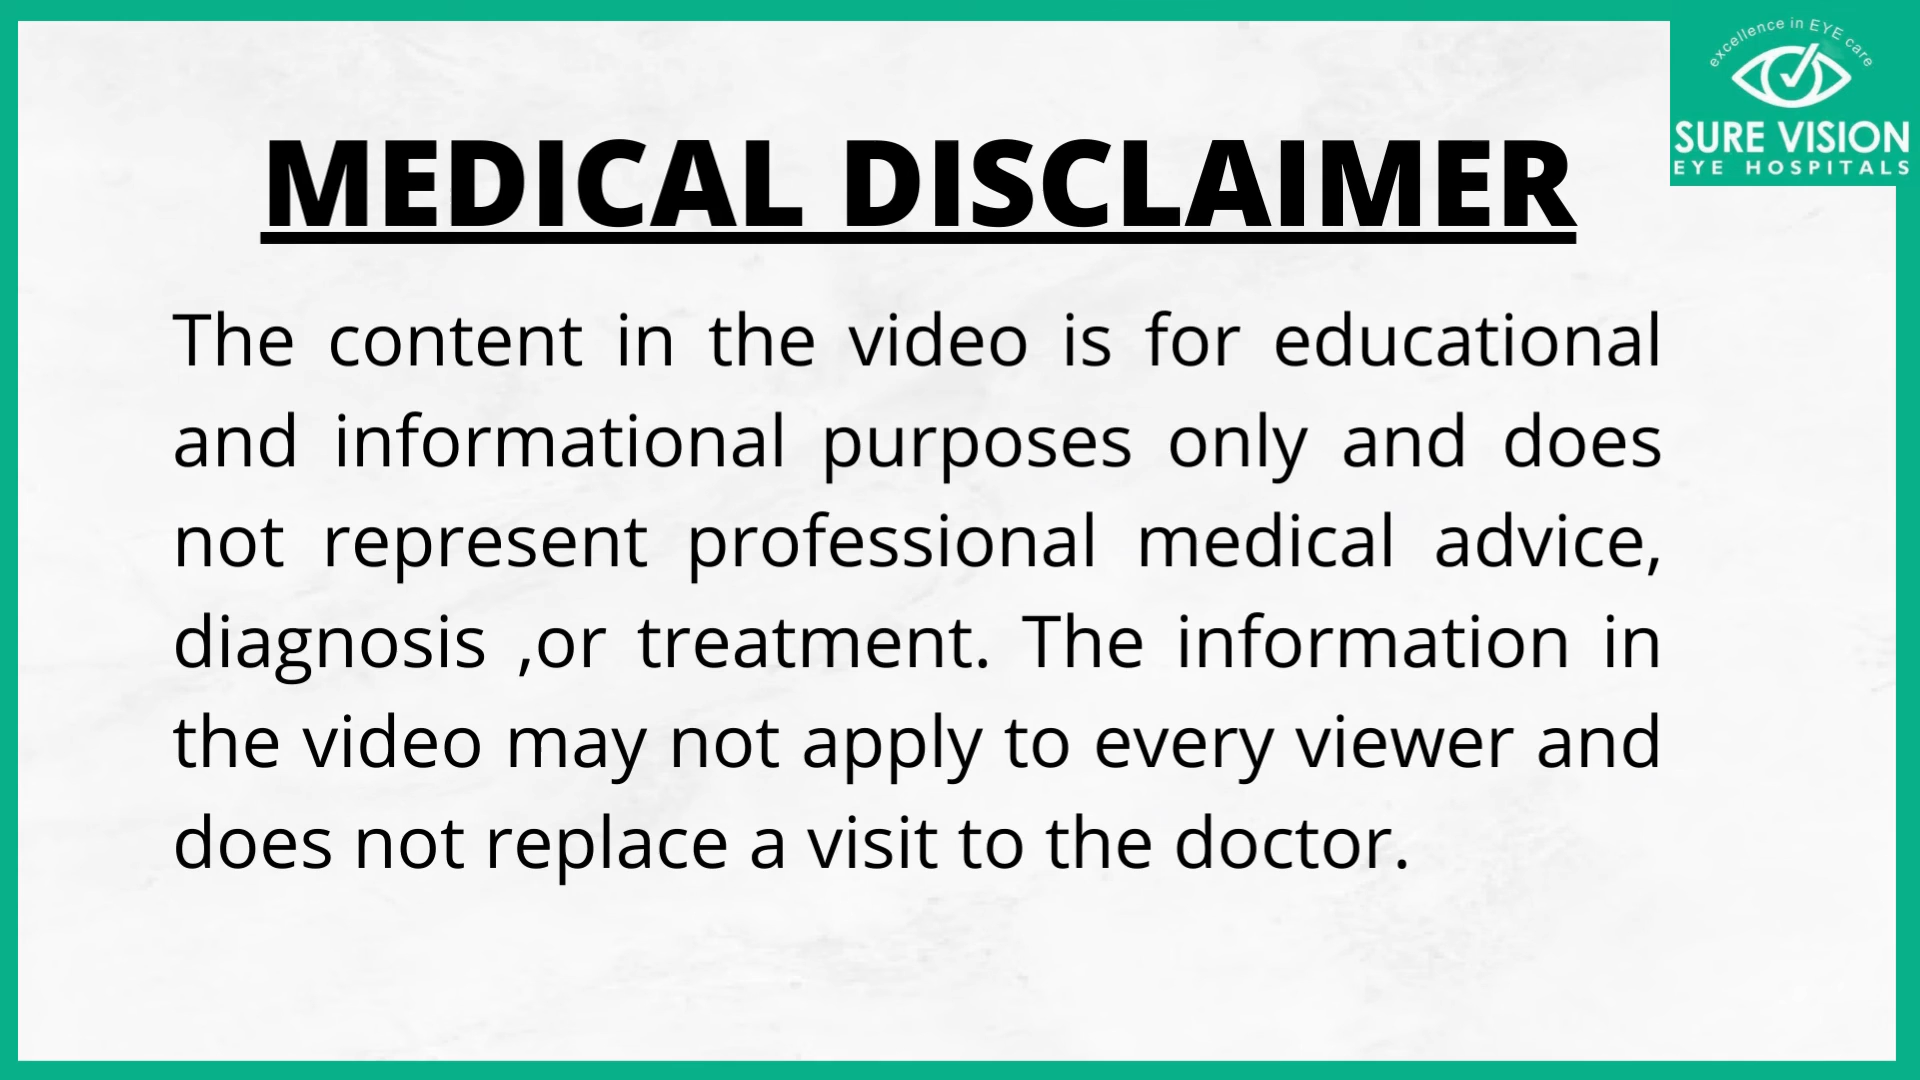 excellence in EYE care
SURE VISION
EYE HOSPITALS
MEDICAL DISCLAIMER
The content in the video is for educational
and informational purposes only and does
not represent professional medical advice,
diagnosis ,or treatment. The information in
the video may not apply to every viewer and
does not replace a visit to the doctor.